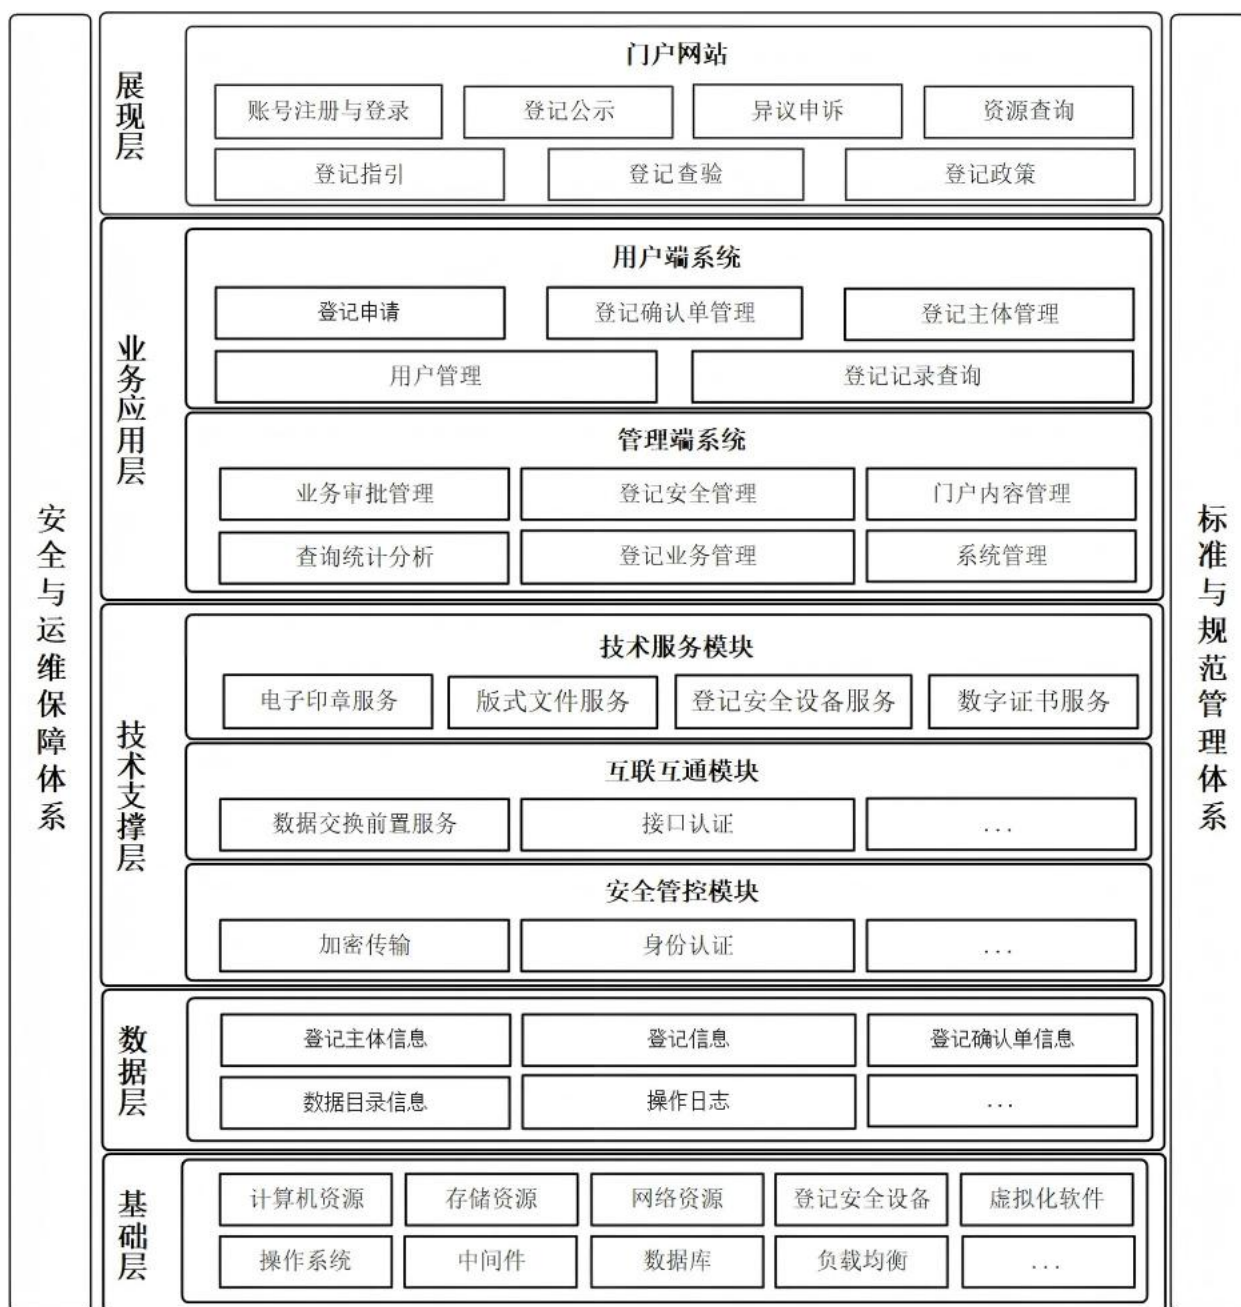 安全与运维保障体系
展现层
门户网站
账号注册与登录 登记公示 异议申诉 资源查询
登记指引 登记查验 登记政策
业务应用层
用户端系统
登记申请 登记确认单管理 登记主体管理
用户管理 登记记录查询
管理端系统
业务审批管理 登记安全管理 门户内容管理
查询统计分析 登记业务管理 系统管理
技术支撑层
技术服务模块
电子印章服务 版式文件服务 登记安全设备服务 数字证书服务
互联互通模块
数据交换前置服务 接口认证 ...
安全管控模块
加密传输 身份认证 ...
数据层
登记主体信息 登记信息 登记确认单信息
数据目录信息 操作日志 ...
基础层
计算机资源 存储资源 网络资源 登记安全设备 虚拟化软件
操作系统 中间件 数据库 负载均衡 ...
标准与规范管理体系